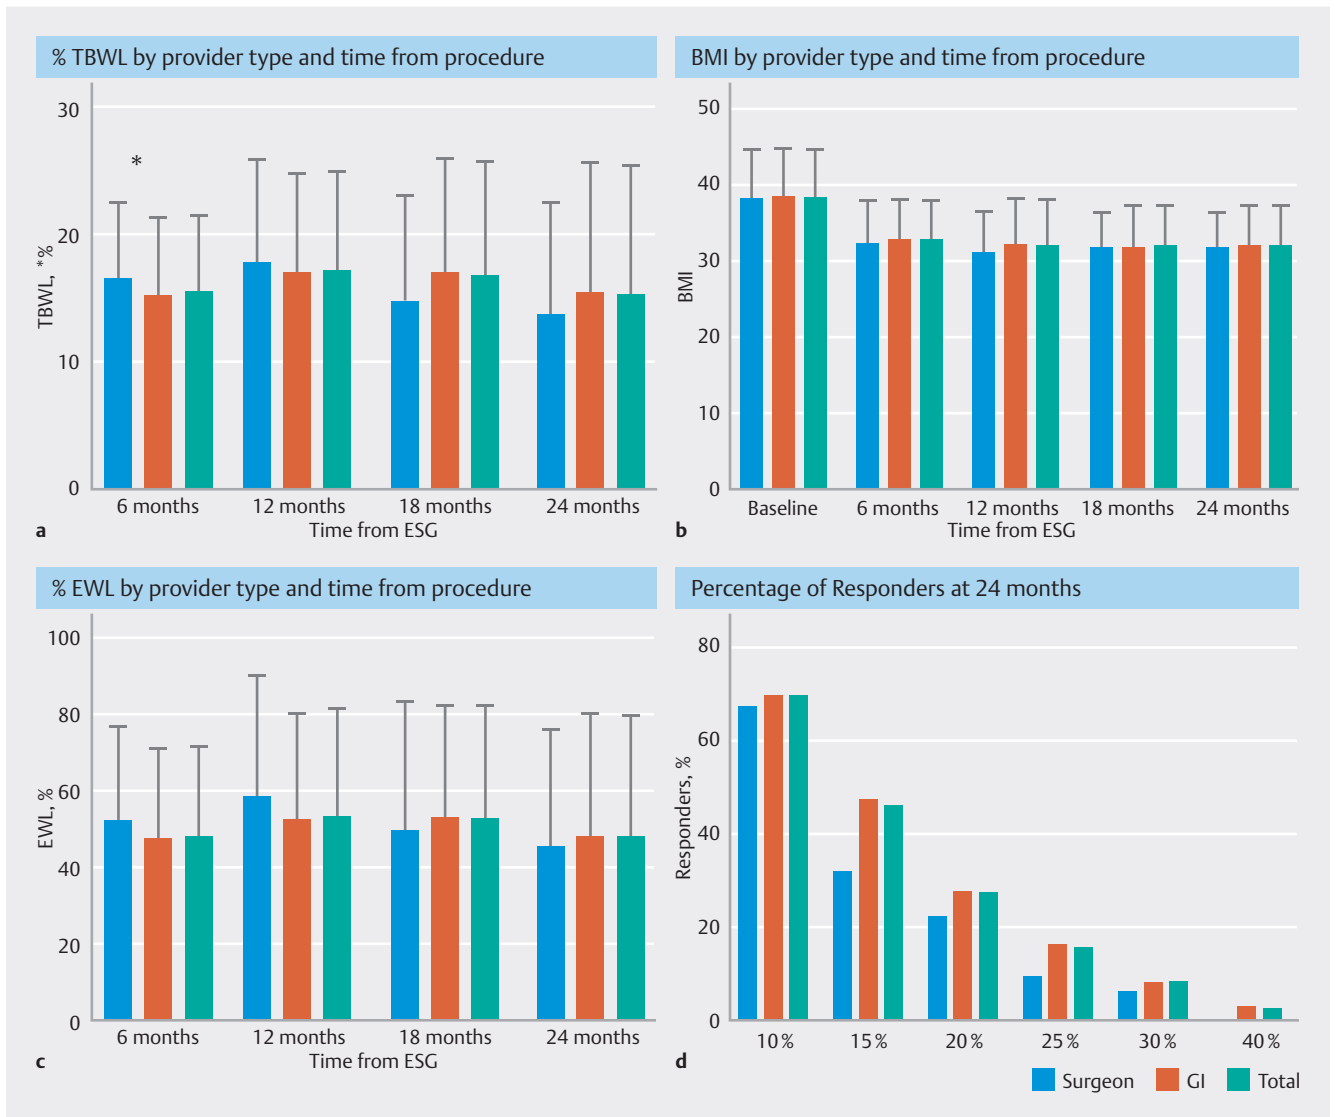 % TBWL by provider type and time from procedure
30
20
10
0
TBWL, *%
*
6 months 12 months 18 months 24 months
Time from ESG
a
BMI by provider type and time from procedure
50
40
30
20
10
0
BMI
Baseline 6 months 12 months 18 months 24 months
Time from ESG
b
% EWL by provider type and time from procedure
100
80
60
40
20
0
EWL, %
6 months 12 months 18 months 24 months
Time from ESG
c
Percentage of Responders at 24 months
80
60
40
20
0
Responders, %
10 % 15 % 20 % 25 % 30 % 40 %
d
Surgeon GI Total